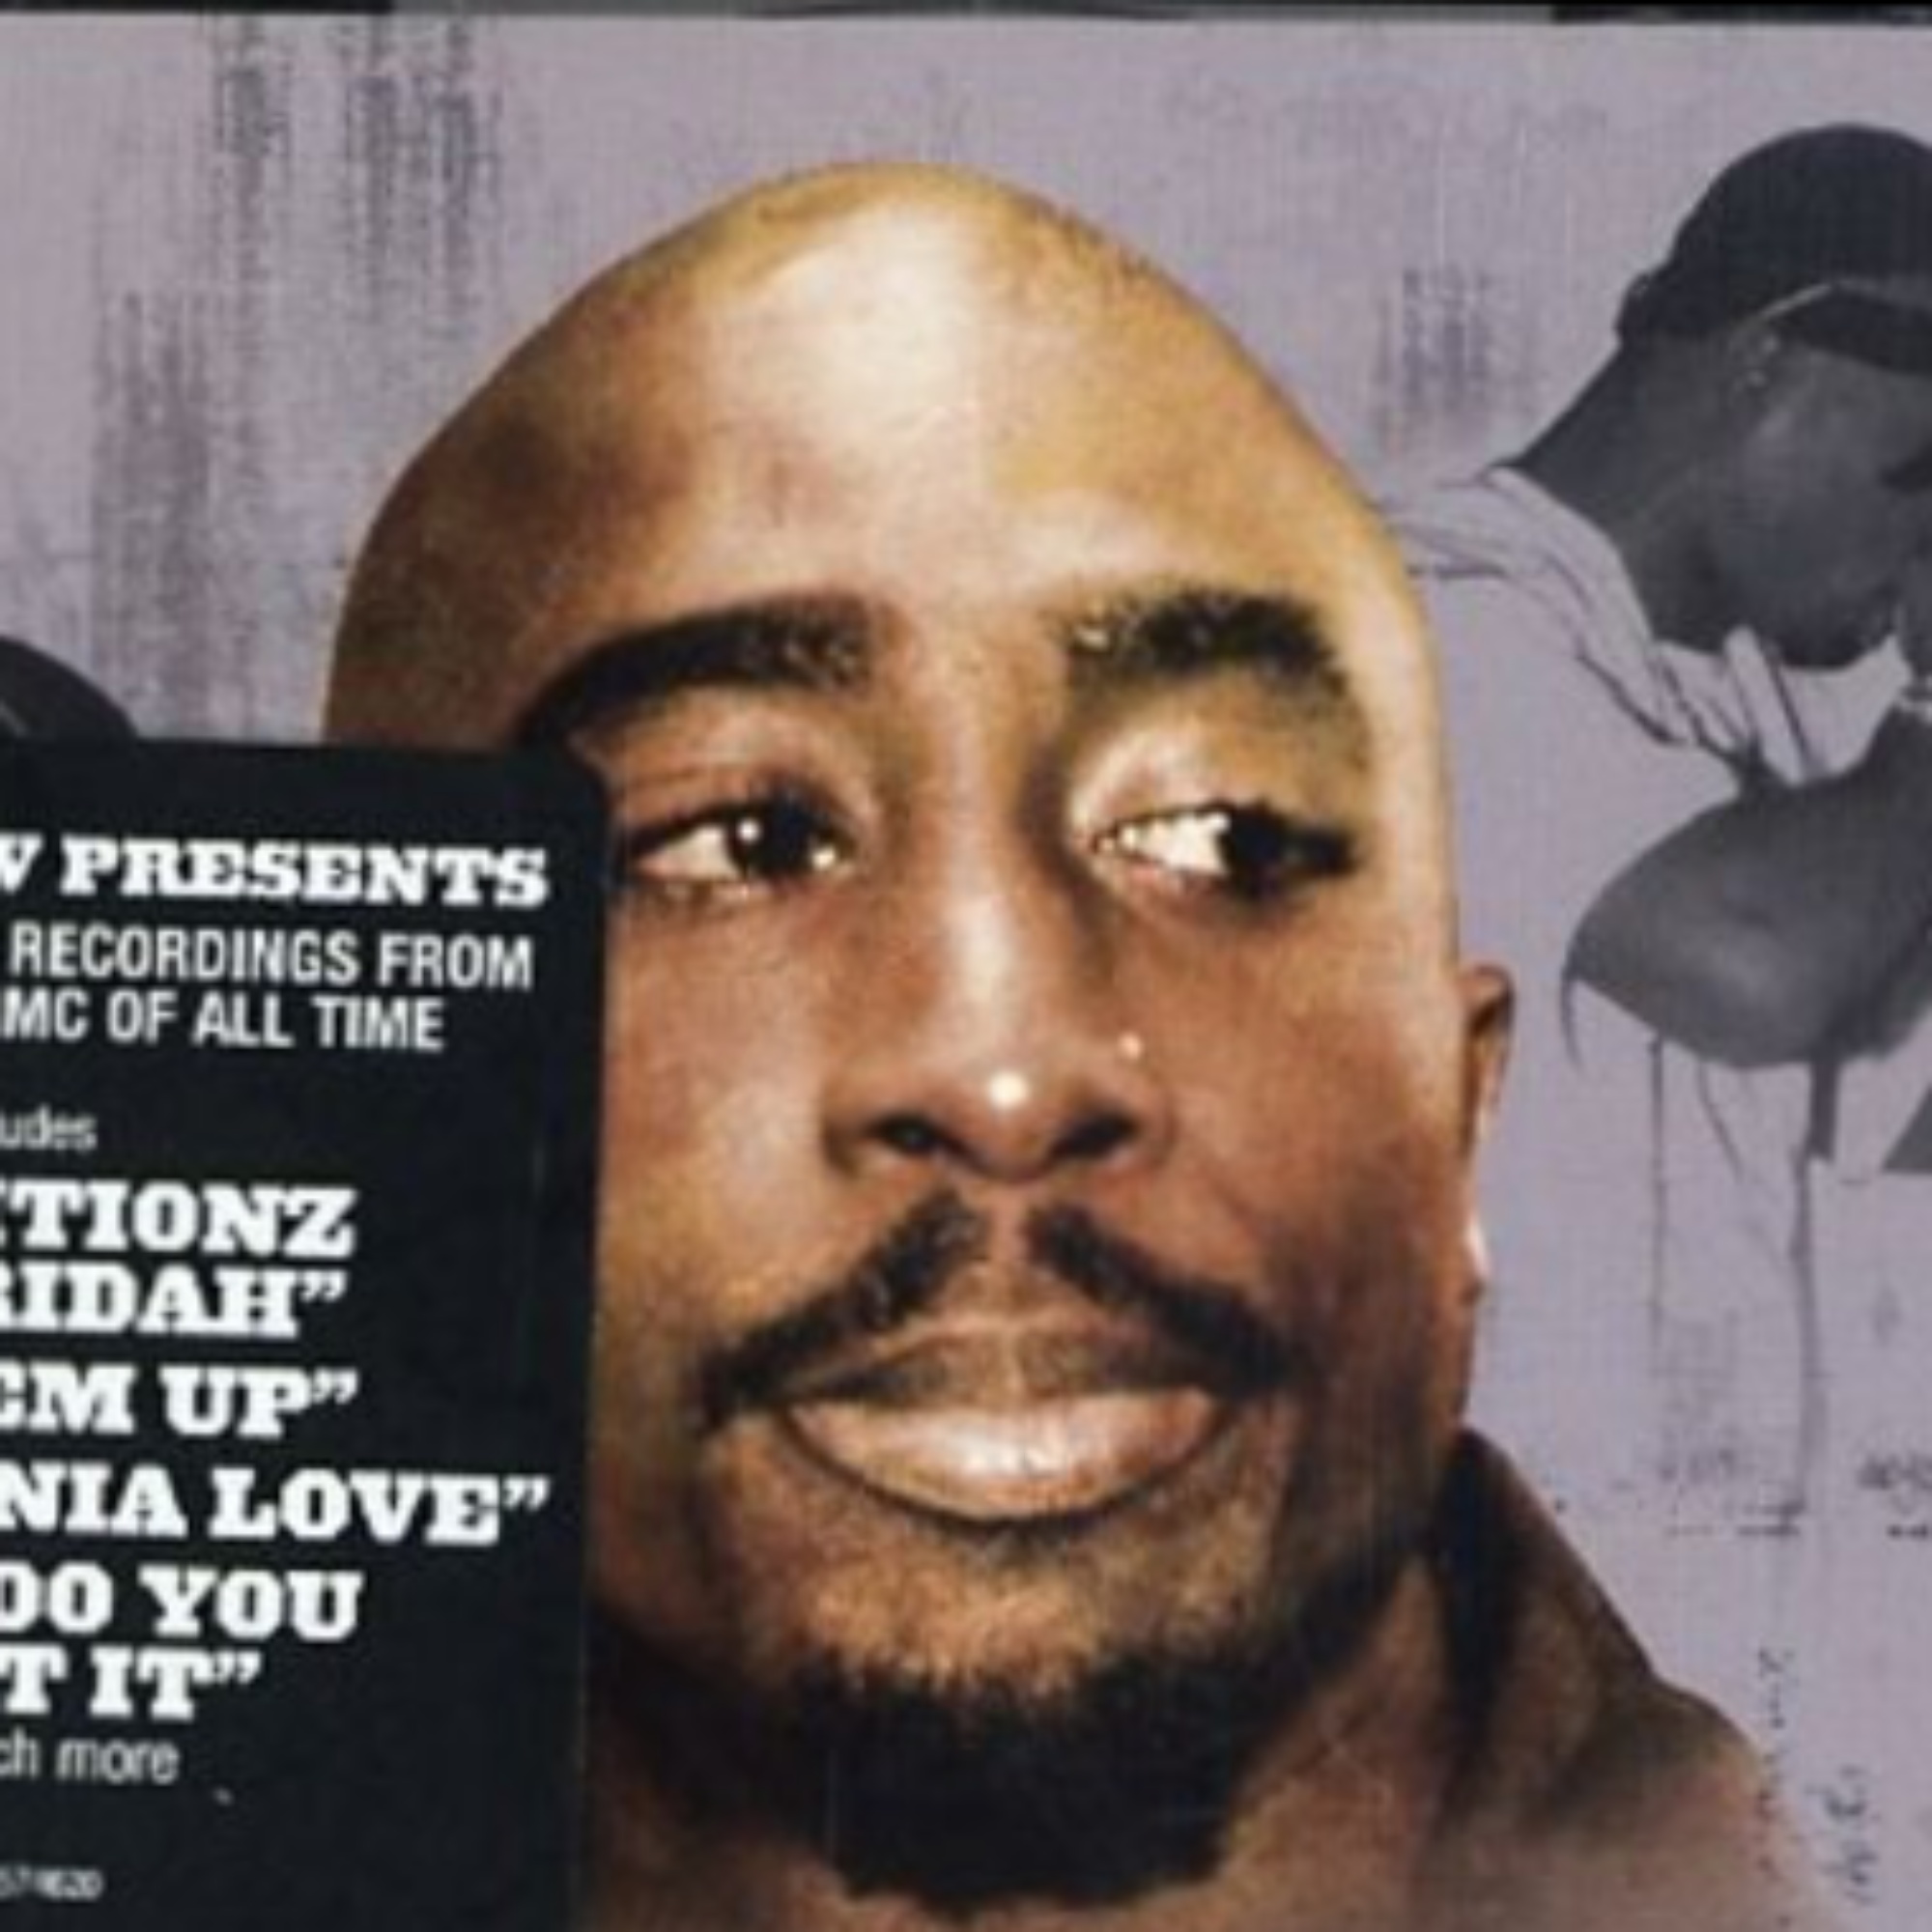 V PRESENTS
RECORDINGS FROM
MC OF ALL TIME
udes
TIONZ
RIDAH”
EM UP”
NIA LOVE”
OO YOU
T IT”
ch more